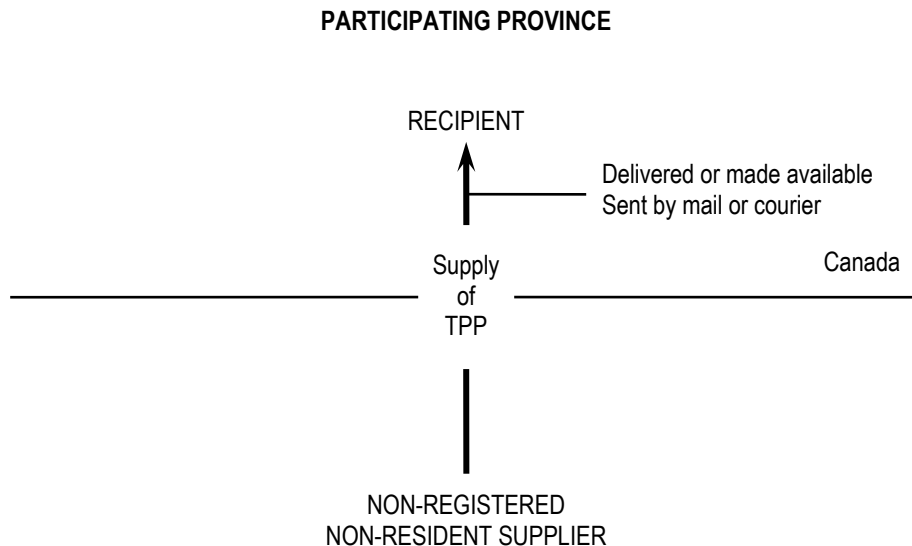 PARTICIPATING PROVINCE
RECIPIENT
Delivered or made available
Sent by mail or courier
Canada
Supply
of
TPP
NON-REGISTERED
NON-RESIDENT SUPPLIER